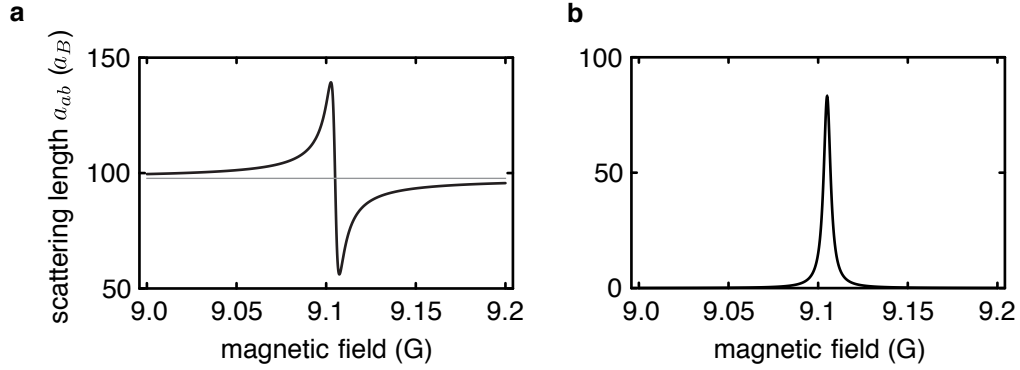 a
scattering length a_ab (a_B)
150
100
50
9.0 9.05 9.1 9.15 9.2
magnetic field (G)
b
100
50
0
9.0 9.05 9.1 9.15 9.2
magnetic field (G)